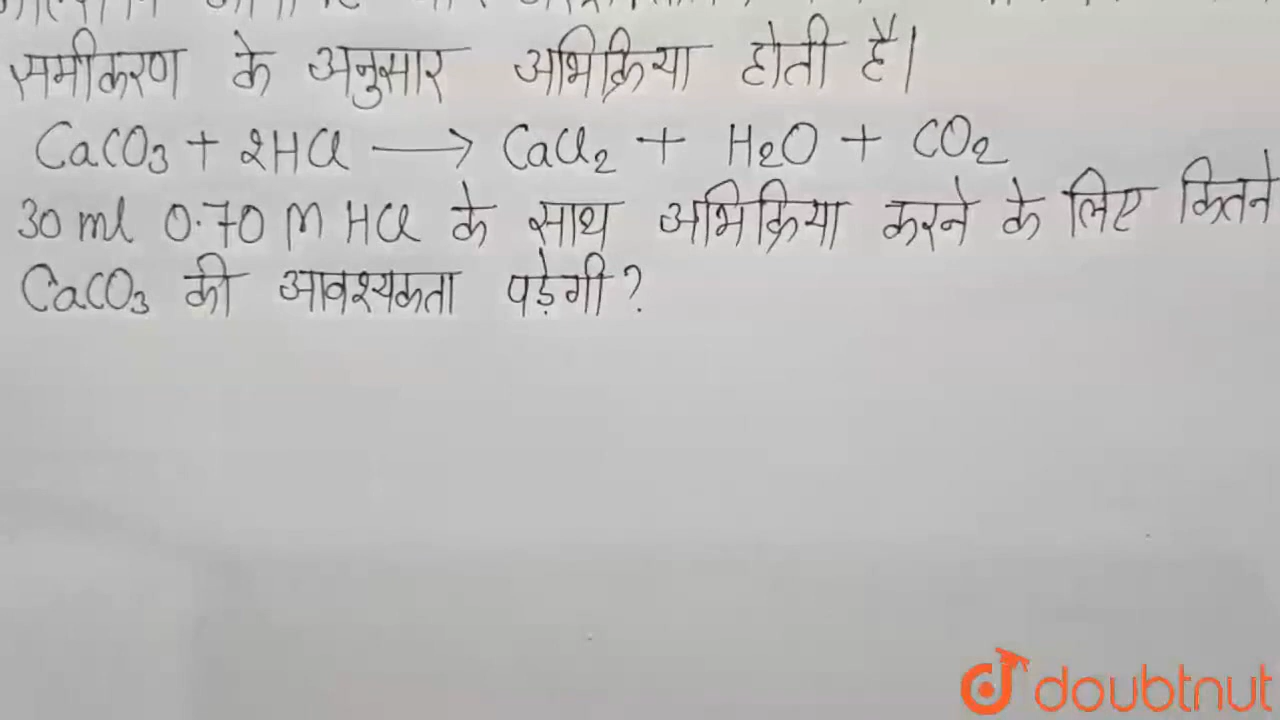 समीकरण के अनुसार अभिक्रिया होती है।
CaCO3 + 2HCl → CaCl2 + H2O + CO2
30 ml 0.70 M HCl के साथ अभिक्रिया करने के लिए कितने
CaCO3 की आवश्यकता पड़ेगी?
doubtnut